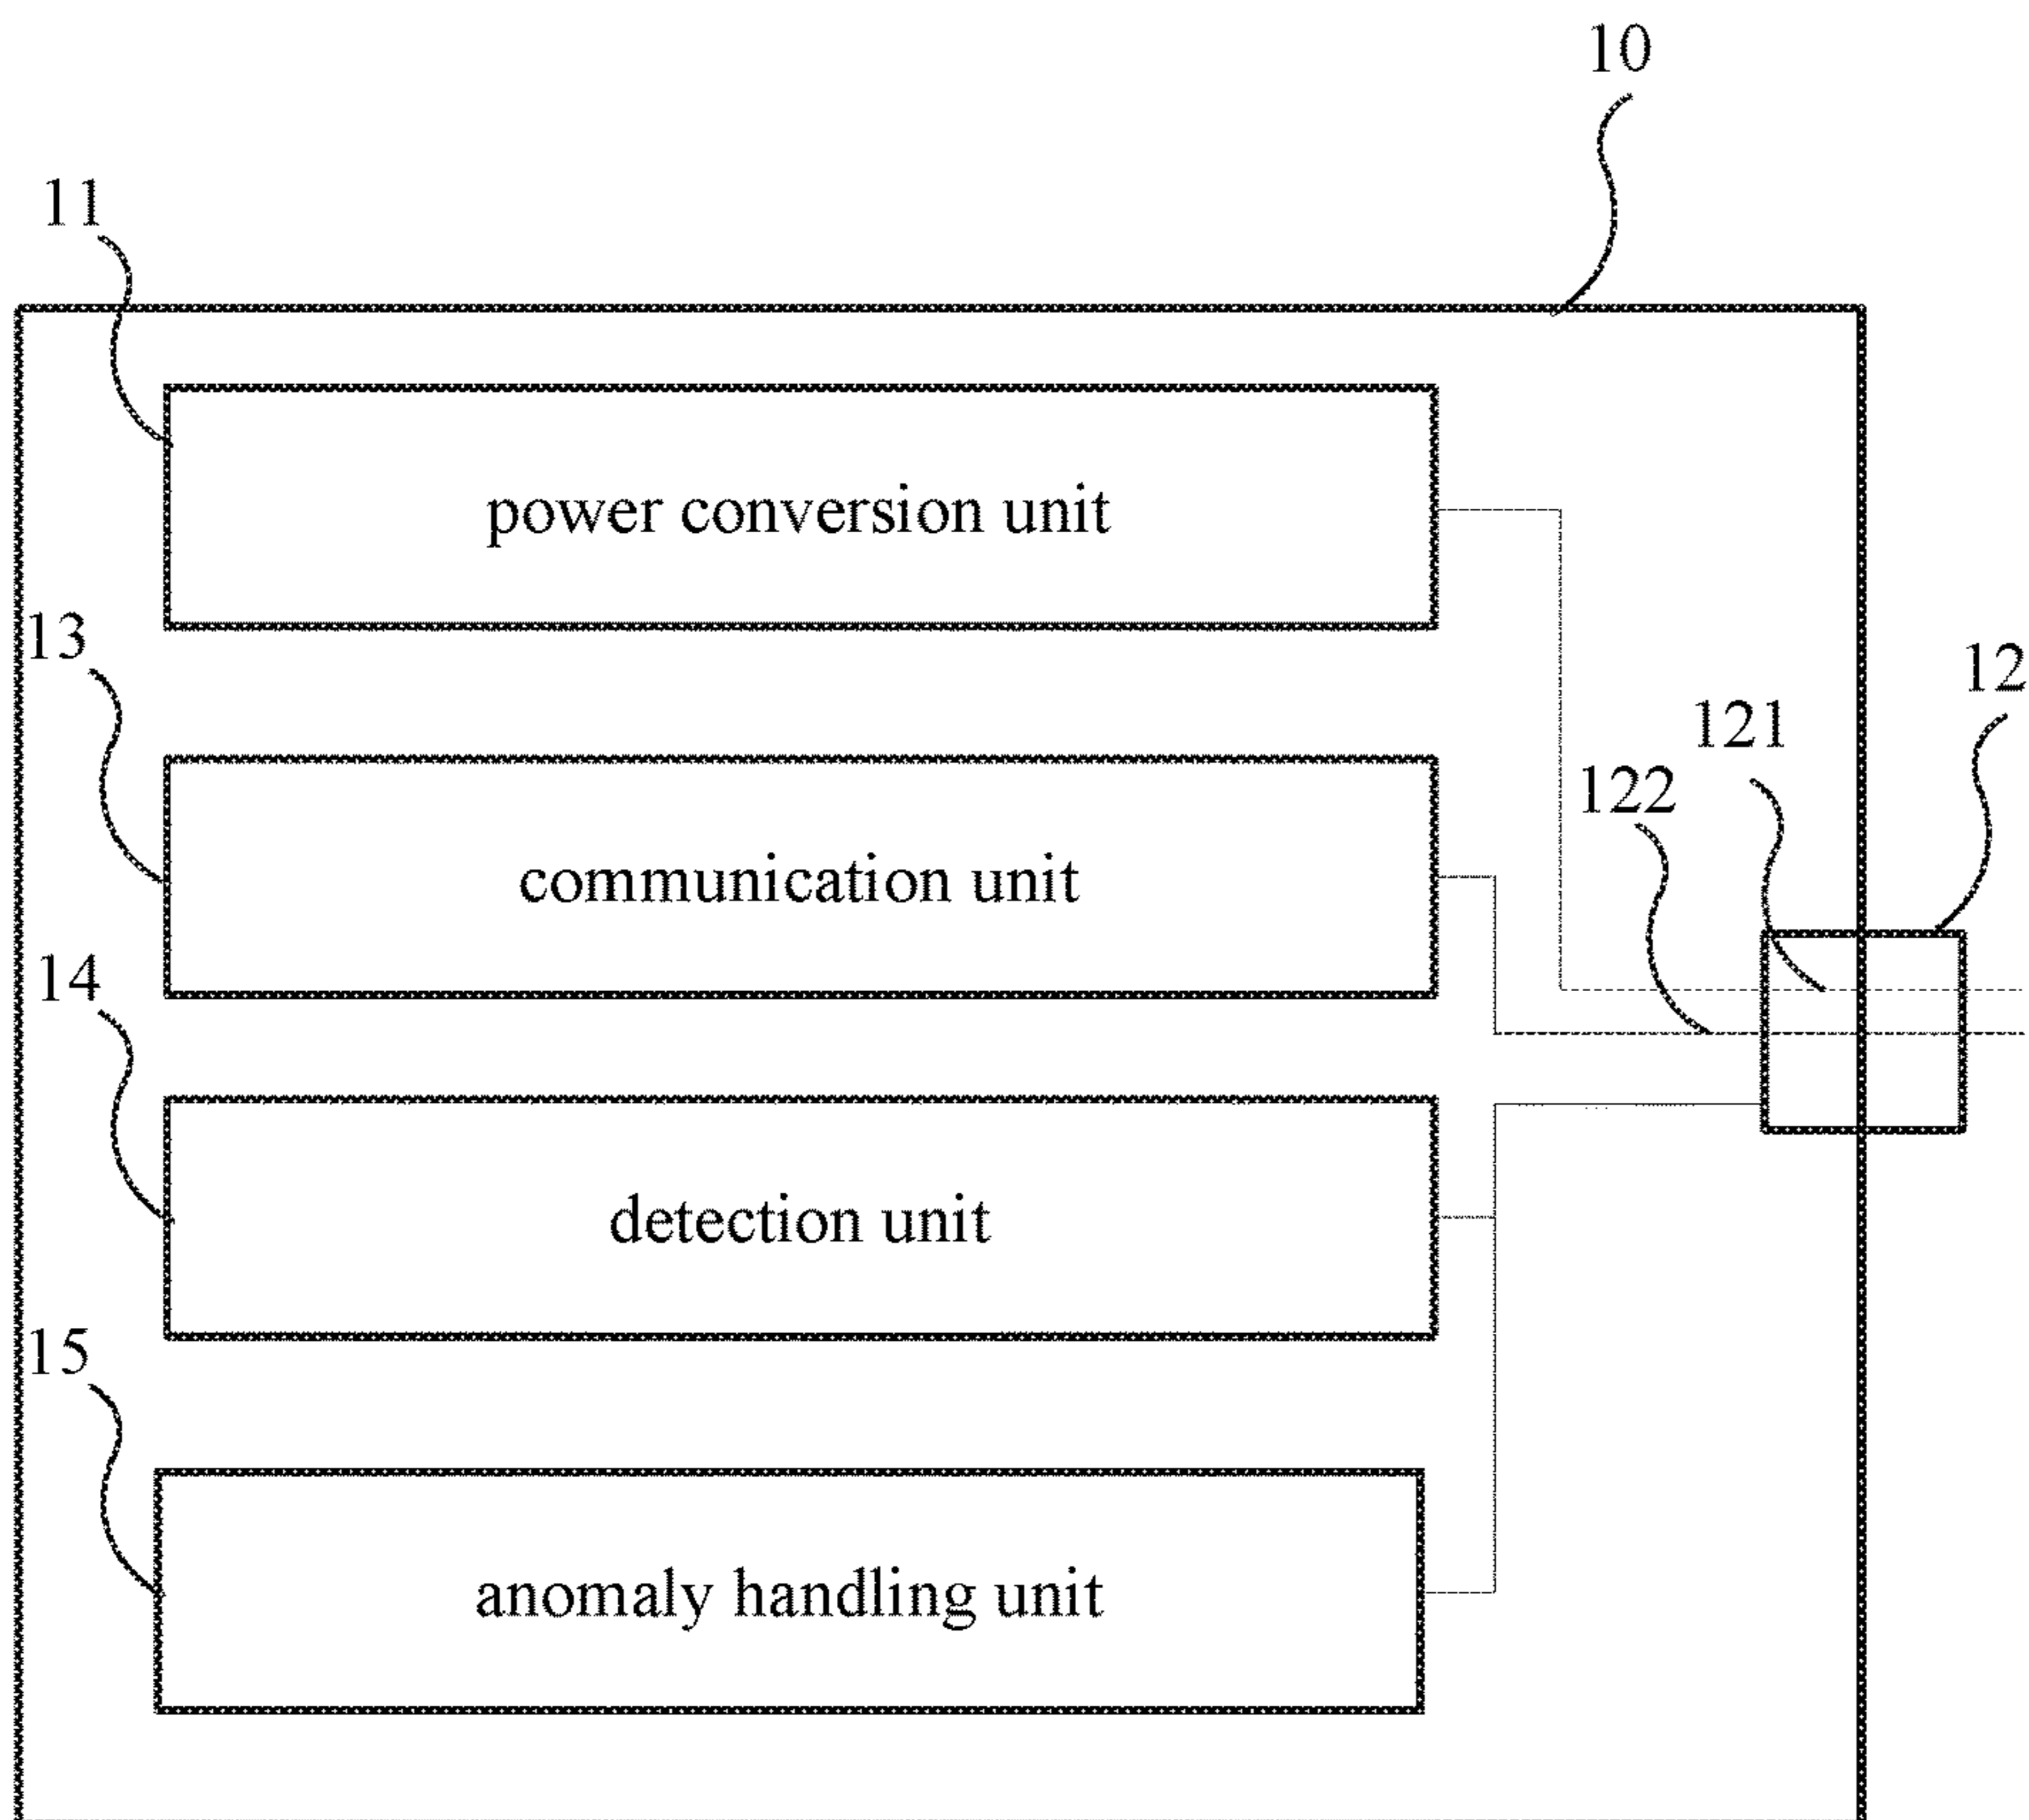 10
11
power conversion unit
13
12
121
122
communication unit
14
detection unit
15
anomaly handling unit